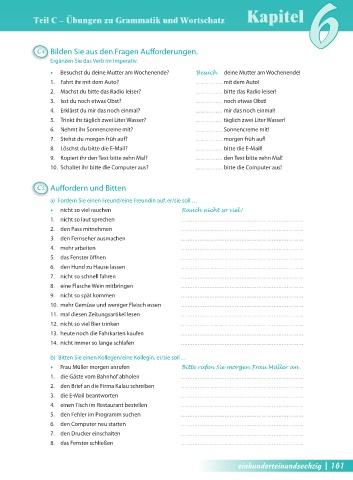 Teil C – Übungen zu Grammatik und Wortschatz Kapitel 6
Bilden Sie aus den Fragen Aufforderungen.
Ergänzen Sie das Verb im Imperativ.
▸ Besuchst du deine Mutter am Wochenende? Besuch deine Mutter am Wochenende!
1. Fahrt ihr mit dem Auto? .............. mit dem Auto!
2. Machst du bitte das Radio leiser? .............. bitte das Radio leiser!
3. Isst du noch etwas Obst? .............. noch etwas Obst!
4. Erklärst du mir das noch einmal? .............. mir das noch einmal!
5. Trinkt ihr täglich zwei Liter Wasser? .............. täglich zwei Liter Wasser!
6. Nehmt ihr Sonnencreme mit? .............. Sonnencreme mit!
7. Stehst du morgen früh auf? .............. morgen früh auf!
8. Löschst du bitte die E-Mail? .............. bitte die E-Mail!
9. Kopiert ihr den Text bitte zehn Mal? .............. den Text bitte zehn Mal!
10. Schaltet ihr bitte die Computer aus? .............. bitte die Computer aus!
Auffordern und Bitten
a) Fordern Sie einen Freund/eine Freundin auf, er/sie soll …
▸ nicht so viel rauchen Rauch nicht so viel!
1. nicht so laut sprechen
2. den Pass mitnehmen
3. den Fernseher ausmachen
4. mehr arbeiten
5. das Fenster öffnen
6. den Hund zu Hause lassen
7. nicht so schnell fahren
8. eine Flasche Wein mitbringen
9. nicht so spät kommen
10. mehr Gemüse und weniger Fleisch essen
11. mal diesen Zeitungsartikel lesen
12. nicht so viel Bier trinken
13. heute noch die Fahrkarten kaufen
14. nicht immer so lange schlafen
b) Bitten Sie einen Kollegen/eine Kollegin, er/sie soll …
▸ Frau Müller morgen anrufen Bitte rufen Sie morgen Frau Müller an.
1. die Gäste vom Bahnhof abholen
2. den Brief an die Firma Kalau schreiben
3. die E-Mail beantworten
4. einen Tisch im Restaurant bestellen
5. den Fehler im Programm suchen
6. den Computer neu starten
7. den Drucker einschalten
8. das Fenster schließen
einhunderteinundsechzig | 161